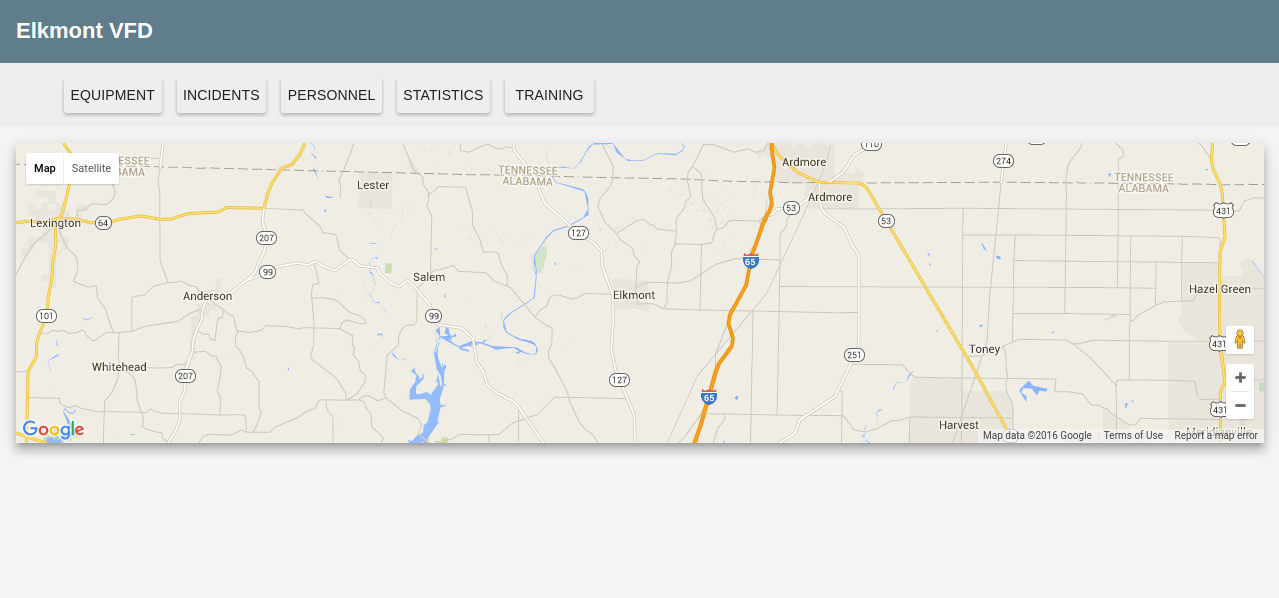 Elkmont VFD
EQUIPMENT INCIDENTS PERSONNEL STATISTICS TRAINING
Map Satellite
ESSEE
BAMA
TENNESSEE
ALABAMA
Ardmore
110
274
TENNESSEE
ALABAMA
Lester
Ardmore
Lexington
64
127
53
53
431
207
99
65
Salem
Anderson
Elkmont
Hazel Green
101
99
431
Toney
251
Whitehead
207
127
65
431
Harvest
Google
Map data ©2016 Google Terms of Use Report a map error